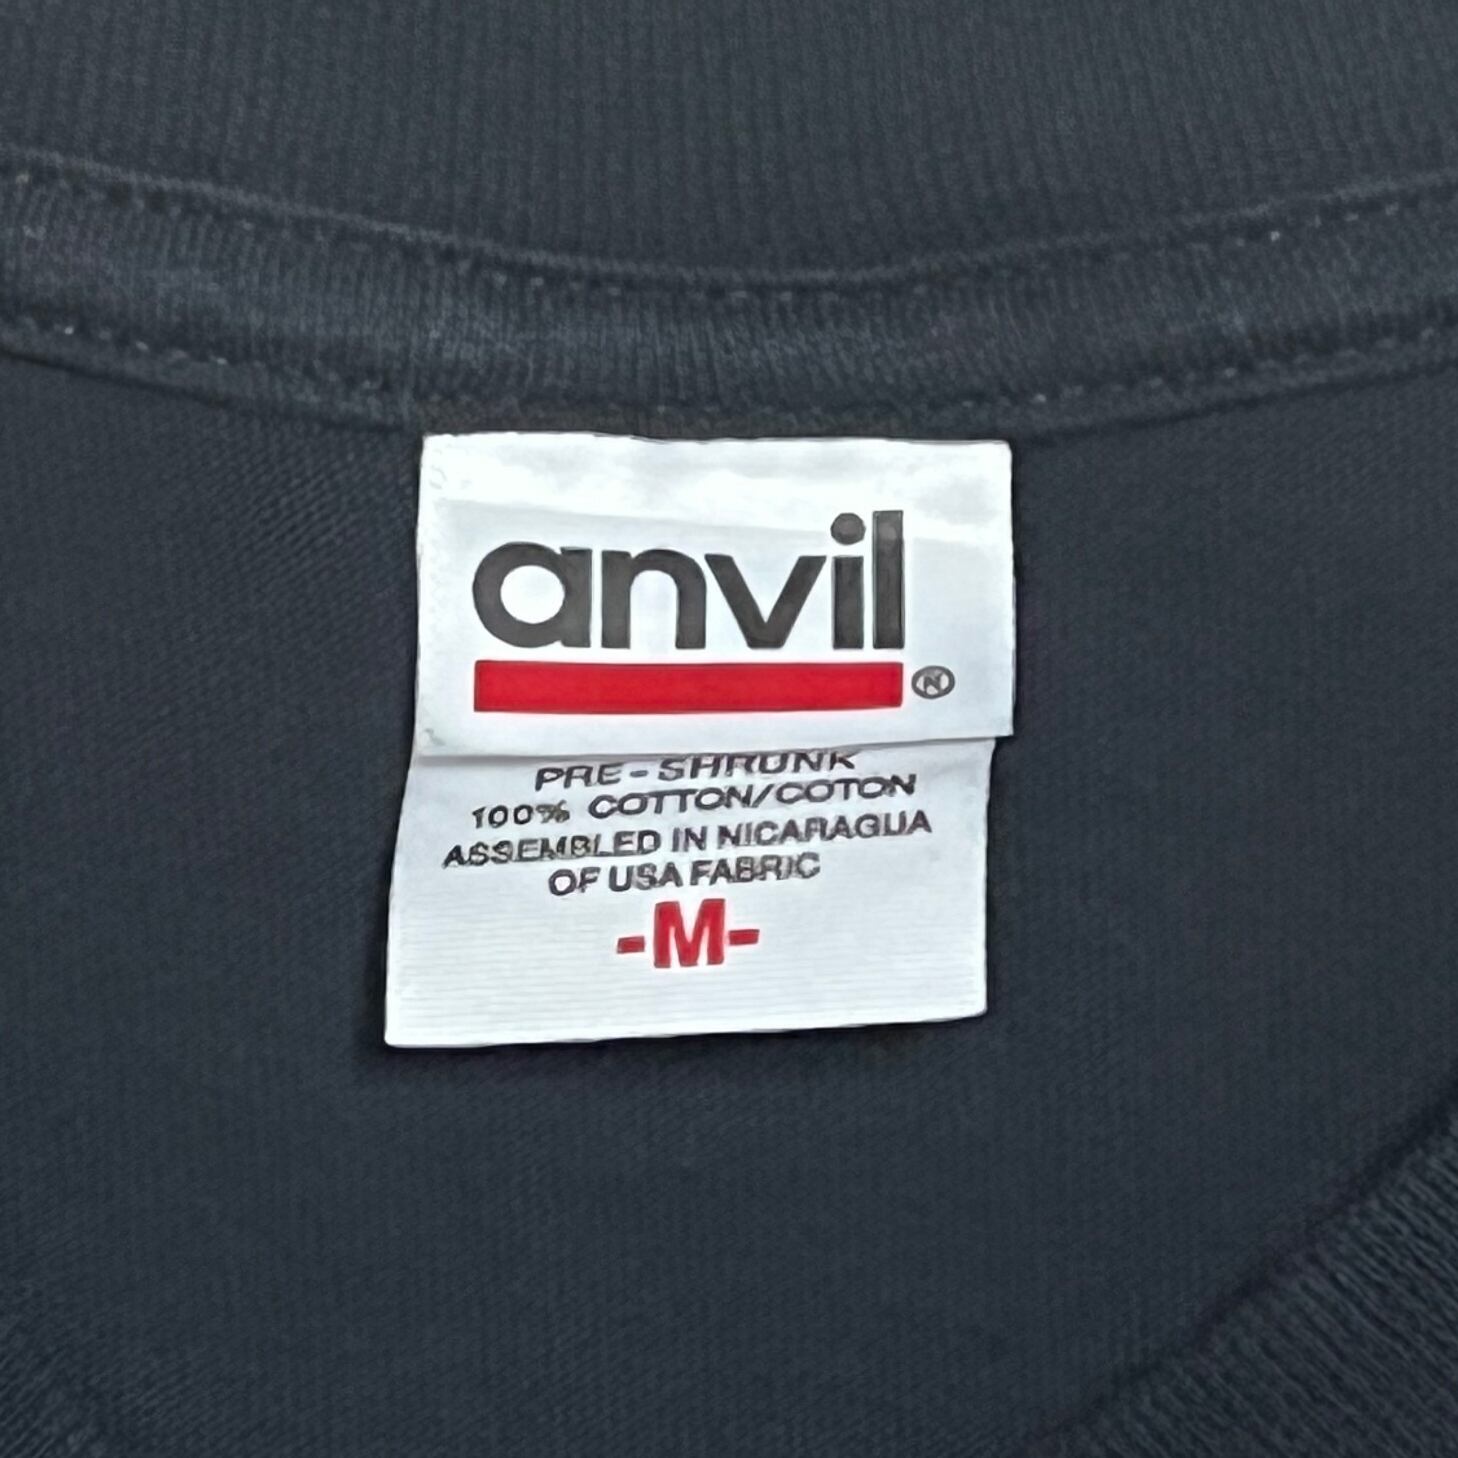 anvil
®
PRE-SHRUNK
100% COTTON/COTON
ASSEMBLED IN NICARAGUA
OF USA FABRIC
-M-